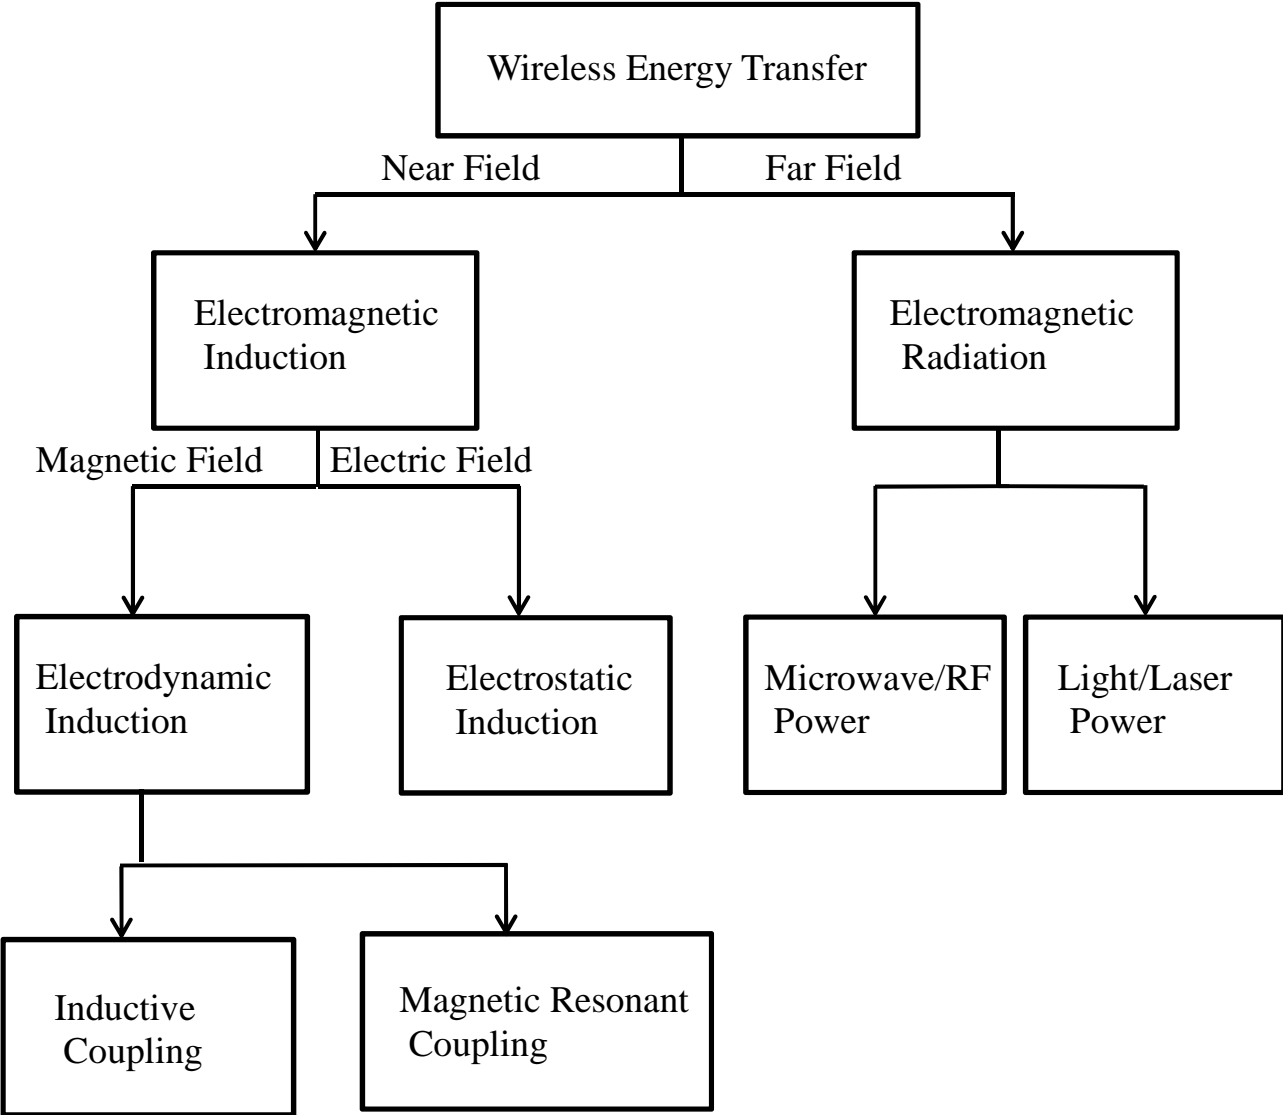 Wireless Energy Transfer
Near Field
Far Field
Electromagnetic
Induction
Electromagnetic
Radiation
Magnetic Field
Electric Field
Electrodynamic
Induction
Electrostatic
Induction
Microwave/RF
Power
Light/Laser
Power
Inductive
Coupling
Magnetic Resonant
Coupling